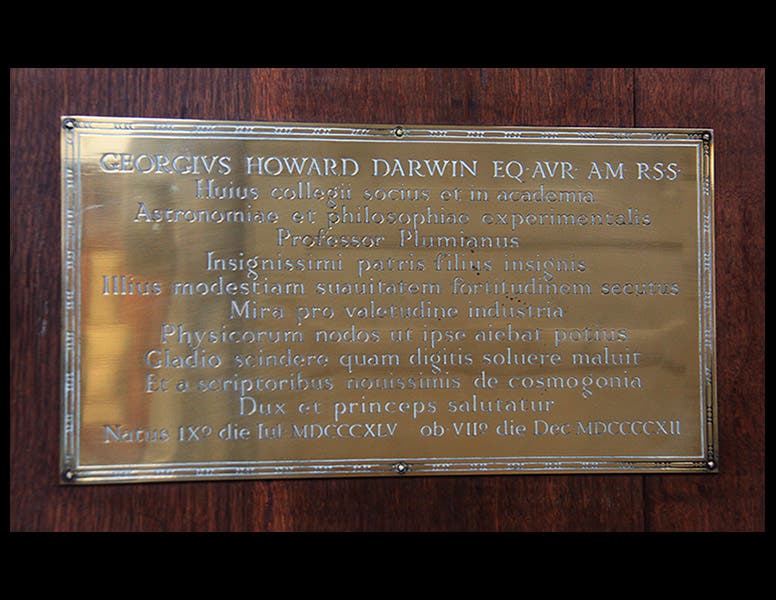 GEORGIVS HOWARD DARWIN EQ·AVR· AM· RSS·
Huius collegii socius et in academia
Astronomiae et philosophiae experimentalis
Professor Plumianus
Insignissimi patris filius insignis
Illius modestiam suauitatem fortitudinem secutus
Mira pro valetudine industria
Physicorum nodos ut ipse aiebat potius
Gladio scindere quam digitis soluere maluit
Et a scriptoribus nouissimis de cosmogonia
Dux et princeps salutatur
Natus IXº die Iul·MDCCCXLV ob·VIIº die Dec·MDCCCCXII